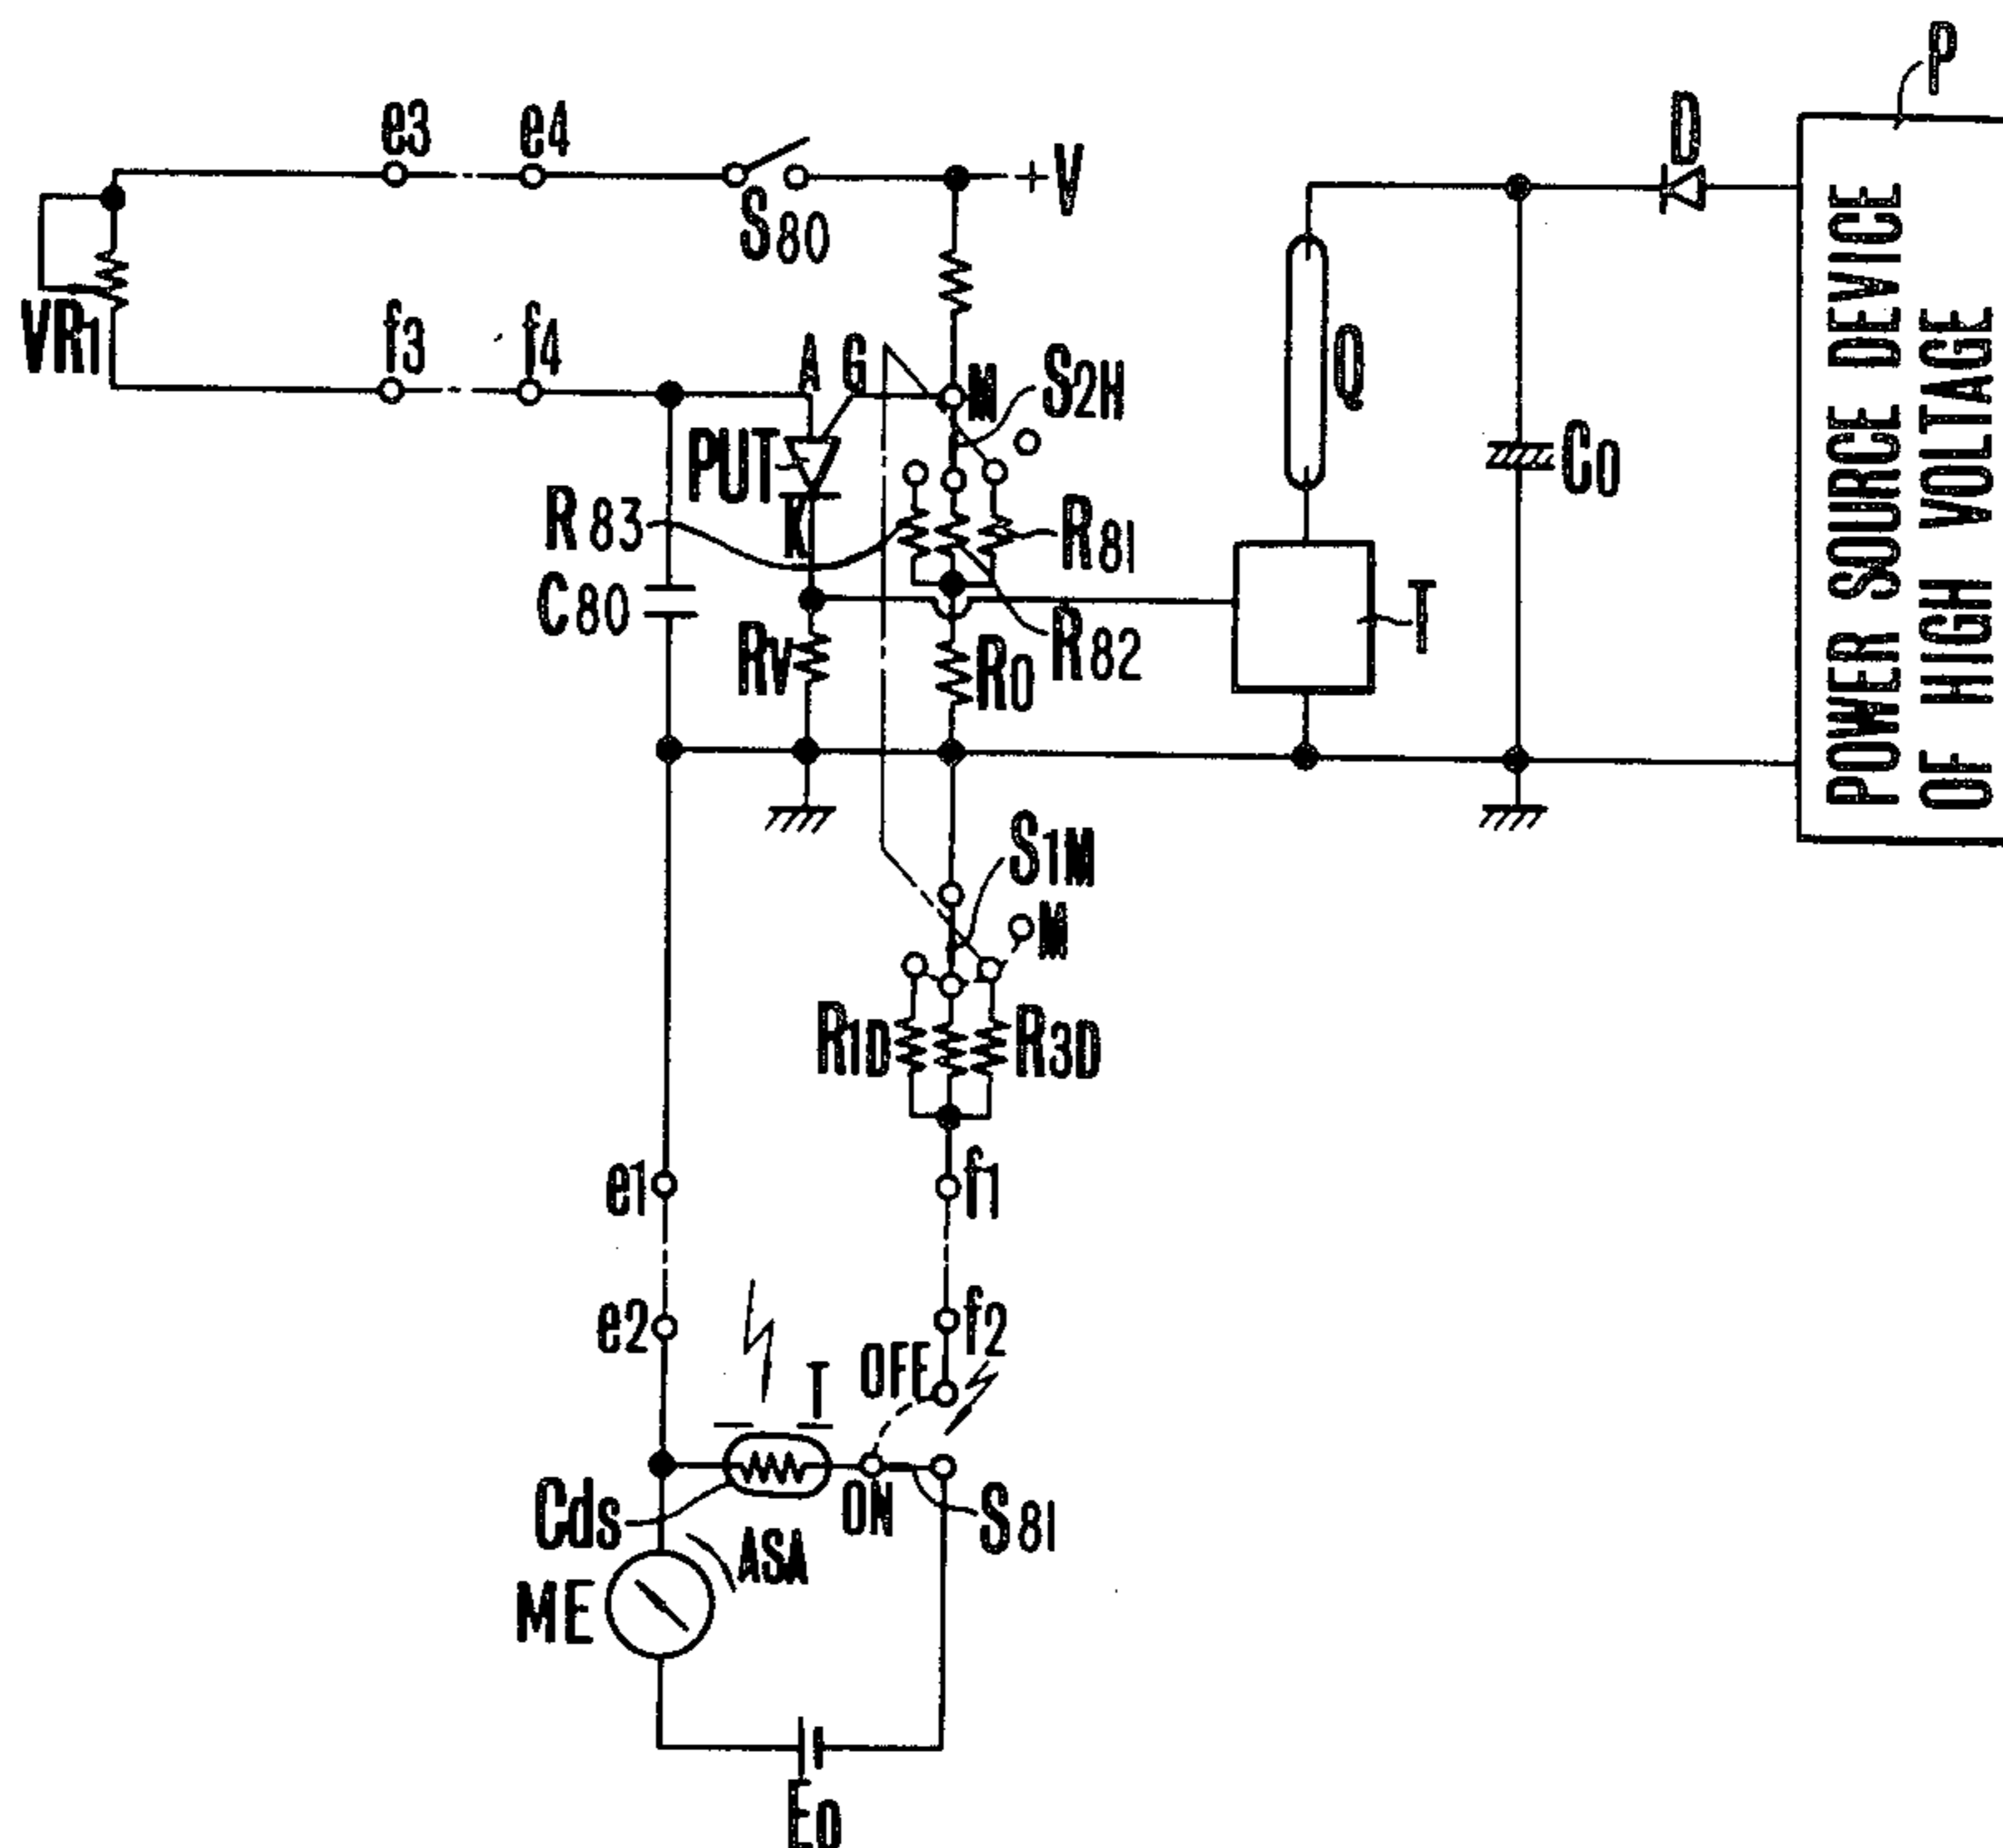 P
D
e3 e4
+V
S80
POWER SOURCE DEVICE
OF HIGH VOLTAGE
VR1
f3 f4
A G M S2H
Q
PUT
C0
R83
K
R81
C80
T
Rv
R0
R82
S1M
M
R1D
R3D
e1
f1
e2
f2
T
OFF
Cds
ON
S81
ASA
ME
E0